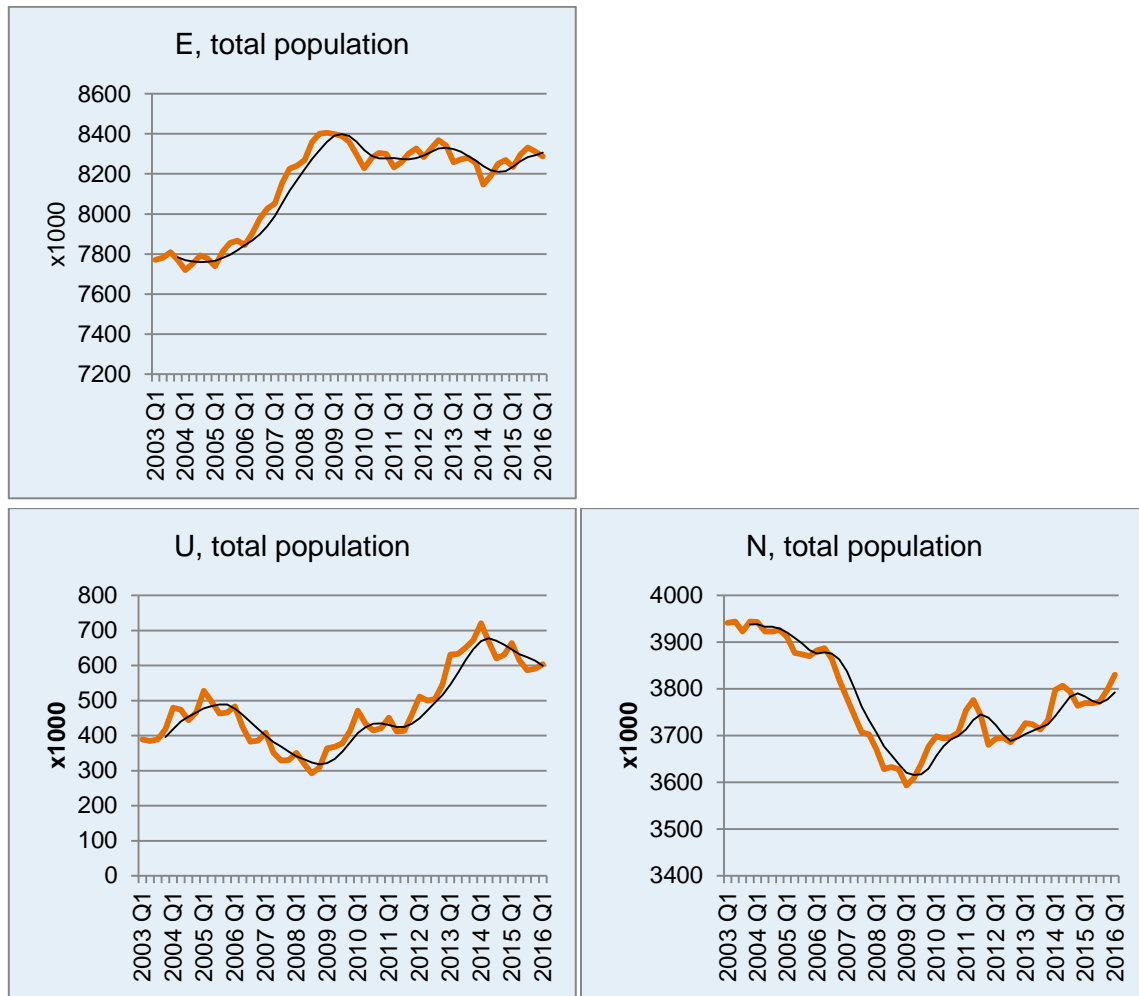 E, total population
8600
8400
8200
8000
7800
7600
7400
7200
x1000
2003 Q1
2004 Q1
2005 Q1
2006 Q1
2007 Q1
2008 Q1
2009 Q1
2010 Q1
2011 Q1
2012 Q1
2013 Q1
2014 Q1
2015 Q1
2016 Q1
U, total population
800
700
600
500
400
300
200
100
0
x1000
2003 Q1
2004 Q1
2005 Q1
2006 Q1
2007 Q1
2008 Q1
2009 Q1
2010 Q1
2011 Q1
2012 Q1
2013 Q1
2014 Q1
2015 Q1
2016 Q1
N, total population
4000
3900
3800
3700
3600
3500
3400
x1000
2003 Q1
2004 Q1
2005 Q1
2006 Q1
2007 Q1
2008 Q1
2009 Q1
2010 Q1
2011 Q1
2012 Q1
2013 Q1
2014 Q1
2015 Q1
2016 Q1